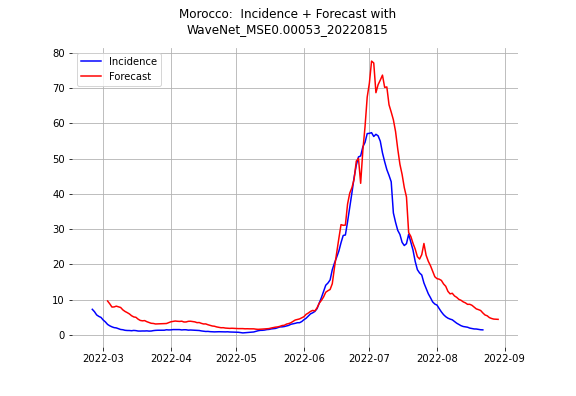 Morocco:  Incidence + Forecast with
WaveNet_MSE0.00053_20220815
Incidence
Forecast
80
70
60
50
40
30
20
10
0
2022-03 2022-04 2022-05 2022-06 2022-07 2022-08 2022-09